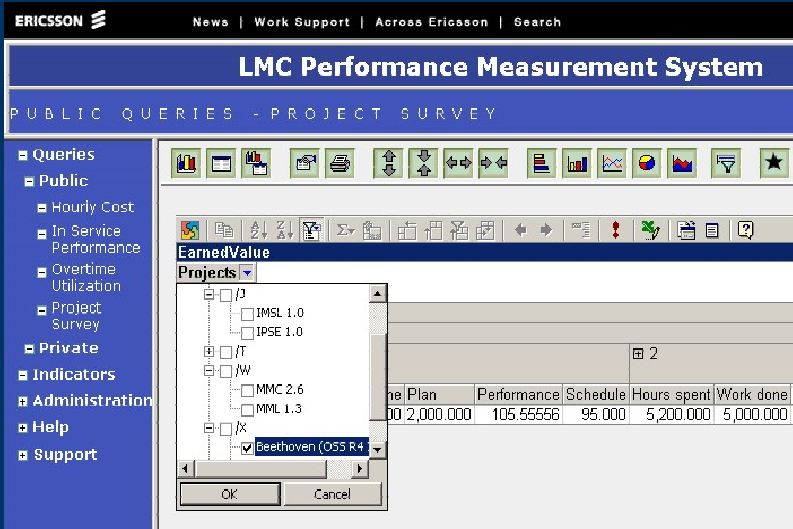 ERICSSON
News | Work Support | Across Ericsson | Search
LMC Performance Measurement System
PUBLIC QUERIES - PROJECT SURVEY
Queries
Public
Hourly Cost
In Service
Performance
Overtime
Utilization
Project
Survey
Private
Indicators
Administration
Help
Support
EarnedValue
Projects
/J
IMSL 1.0
IPSE 1.0
/T
/W
MMC 2.6
MML 1.3
/X
Beethoven (OSS R4
OK Cancel
2
ne Plan Performance Schedule Hours spent Work done
00 2,000.000 105.55556 95.000 5,200.000 5,000.000